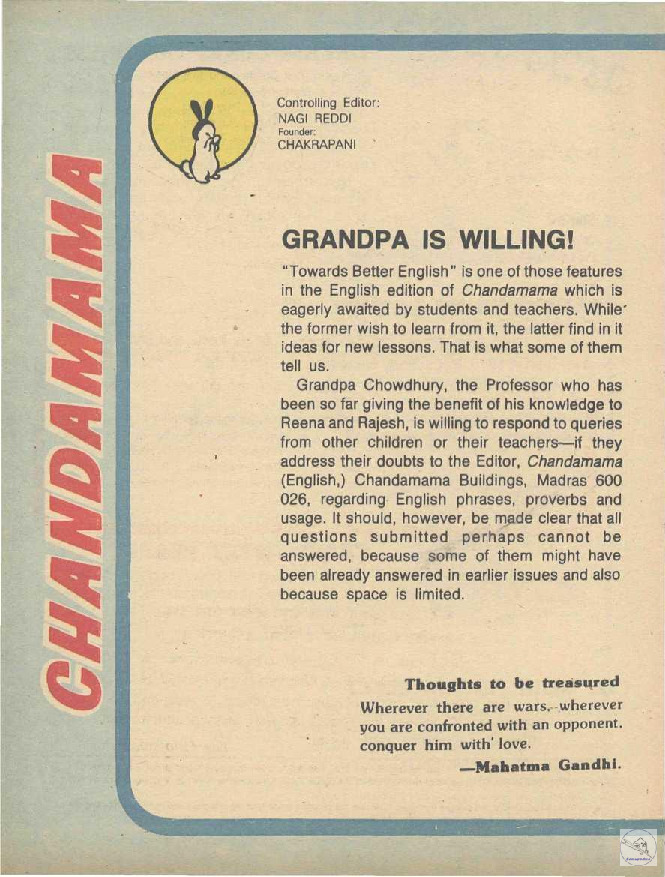 CHANDAMAMA
Controlling Editor:
NAGI REDDI
Founder:
CHAKRAPANI
GRANDPA IS WILLING!
"Towards Better English" is one of those features
in the English edition of Chandamama which is
eagerly awaited by students and teachers. While
the former wish to learn from it, the latter find in it
ideas for new lessons. That is what some of them
tell us.
Grandpa Chowdhury, the Professor who has
been so far giving the benefit of his knowledge to
Reena and Rajesh, is willing to respond to queries
from other children or their teachers—if they
address their doubts to the Editor, Chandamama
(English,) Chandamama Buildings, Madras 600
026, regarding English phrases, proverbs and
usage. It should, however, be made clear that all
questions submitted perhaps cannot be
answered, because some of them might have
been already answered in earlier issues and also
because space is limited.
Thoughts to be treasured
Wherever there are wars, wherever
you are confronted with an opponent,
conquer him with love.
—Mahatma Gandhi.